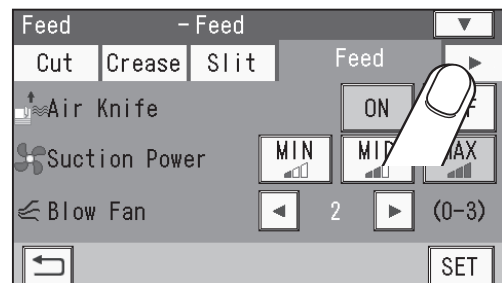 Feed - Feed
Cut Crease Slit Feed
Air Knife ON F
Suction Power MIN MID MAX
Blow Fan 2 (0-3)
SET